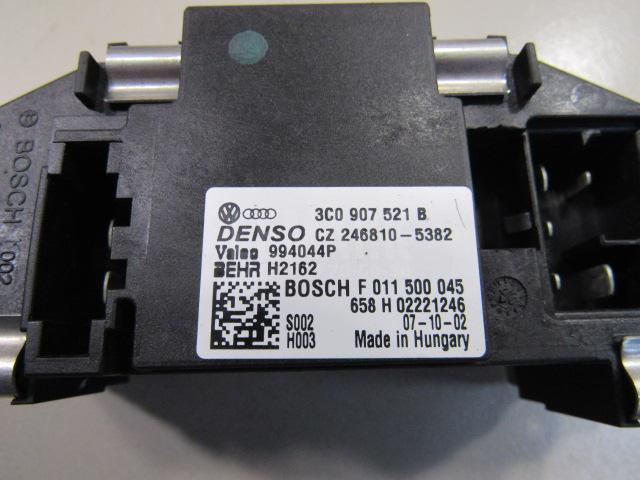 3C0 907 521 B
DENSO CZ 246810-5382
Valeo 994044P
BEHR H2162
BOSCH F 011 500 045
658 H 02221246
S002 07-10-02
H003 Made in Hungary
BOSCH 1002